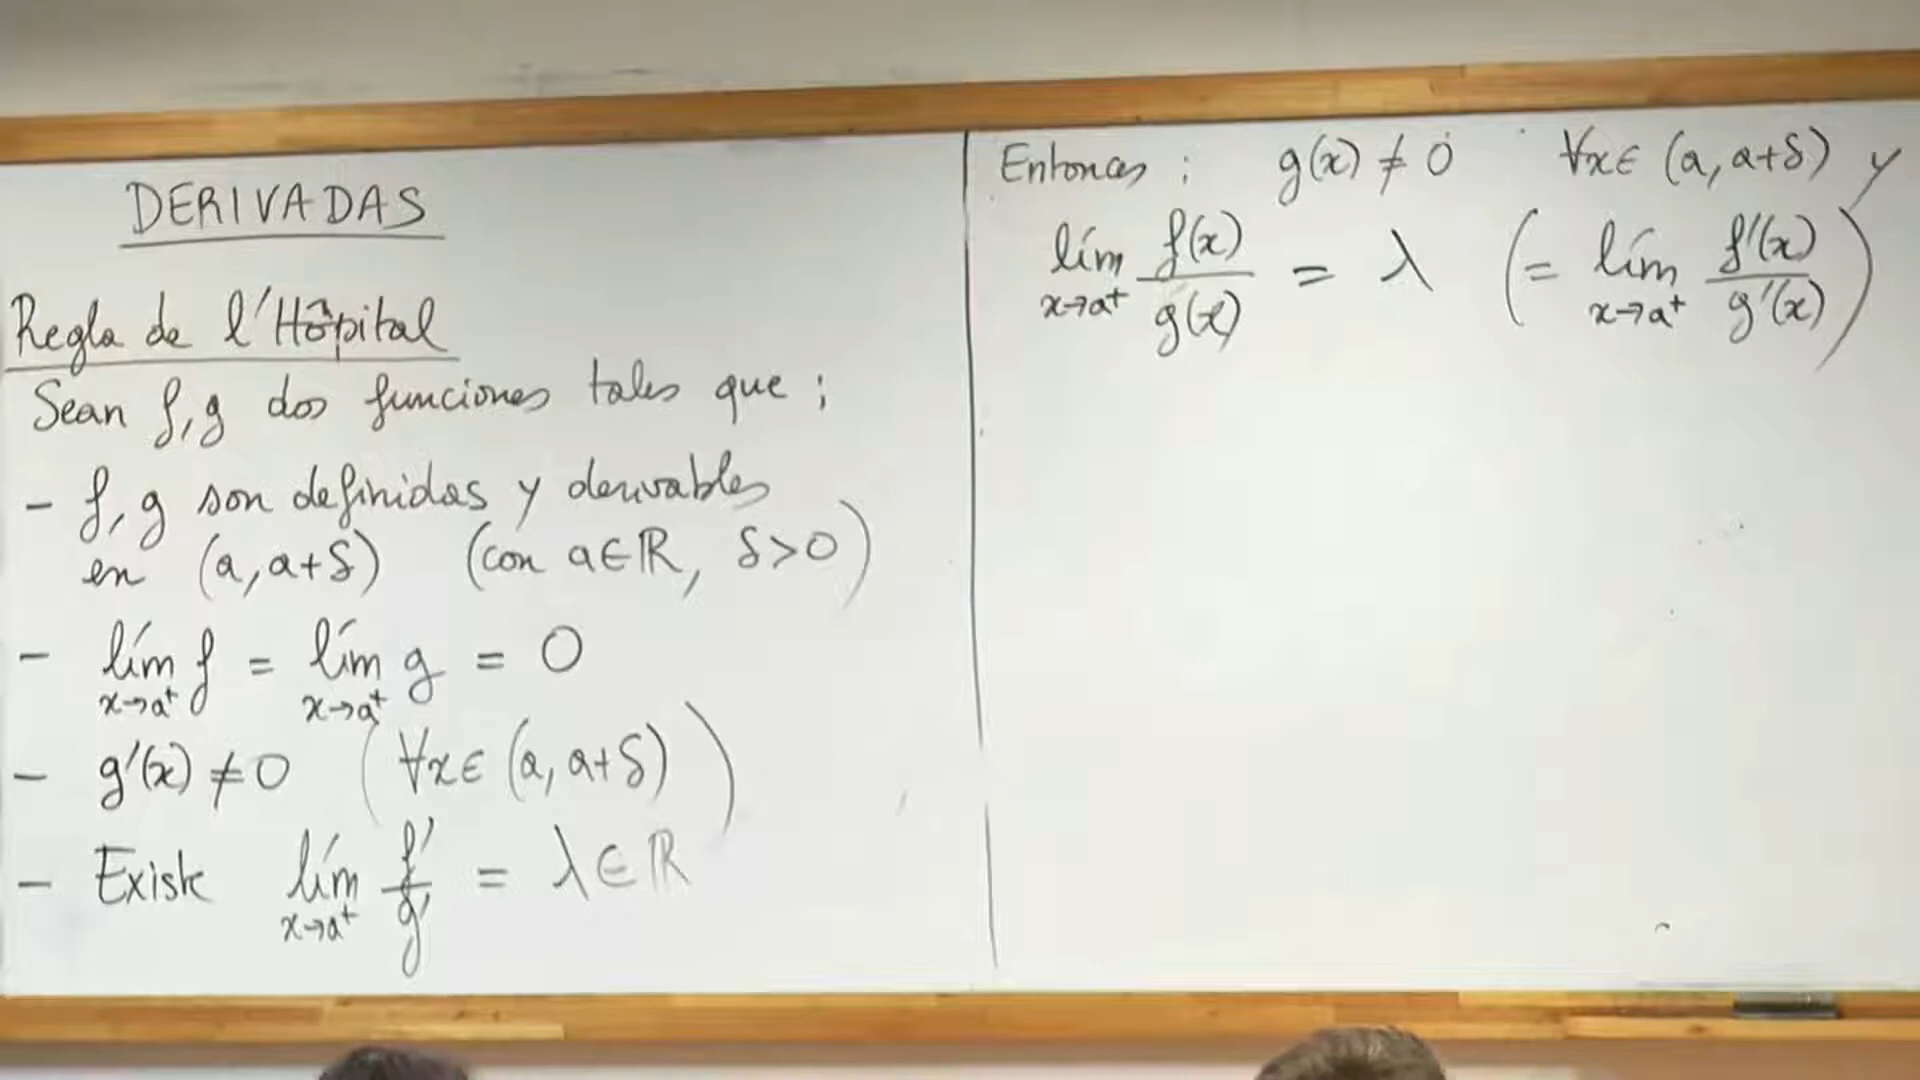 DERIVADAS
Regla de l'Hôpital
Sean f, g dos funciones tales que :
- f, g son definidas y derivables
en (a, a+δ) (con a∈ℝ, δ>0)
- lím f = lím g = 0
x→a⁺ x→a⁺
- g'(x) ≠ 0 (∀x∈ (a, a+δ))
- Existe lím f'/g' = λ∈ℝ
x→a⁺
Entonces : g(x) ≠ 0 ∀x∈ (a, a+δ) y
lím f(x)/g(x) = λ (= lím f'(x)/g'(x))
x→a⁺ x→a⁺